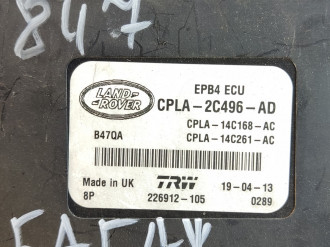 847
LAND-
ROVER
EPB4 ECU
CPLA-2C496-AD
CPLA-14C168-AC
B47QA CPLA-14C261-AC
Made in UK TRW 19-04-13
8P 226912-105 0289